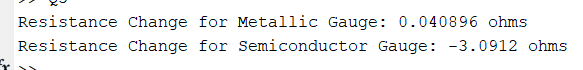 Resistance Change for Metallic Gauge: 0.040896 ohms
Resistance Change for Semiconductor Gauge: -3.0912 ohms
>>